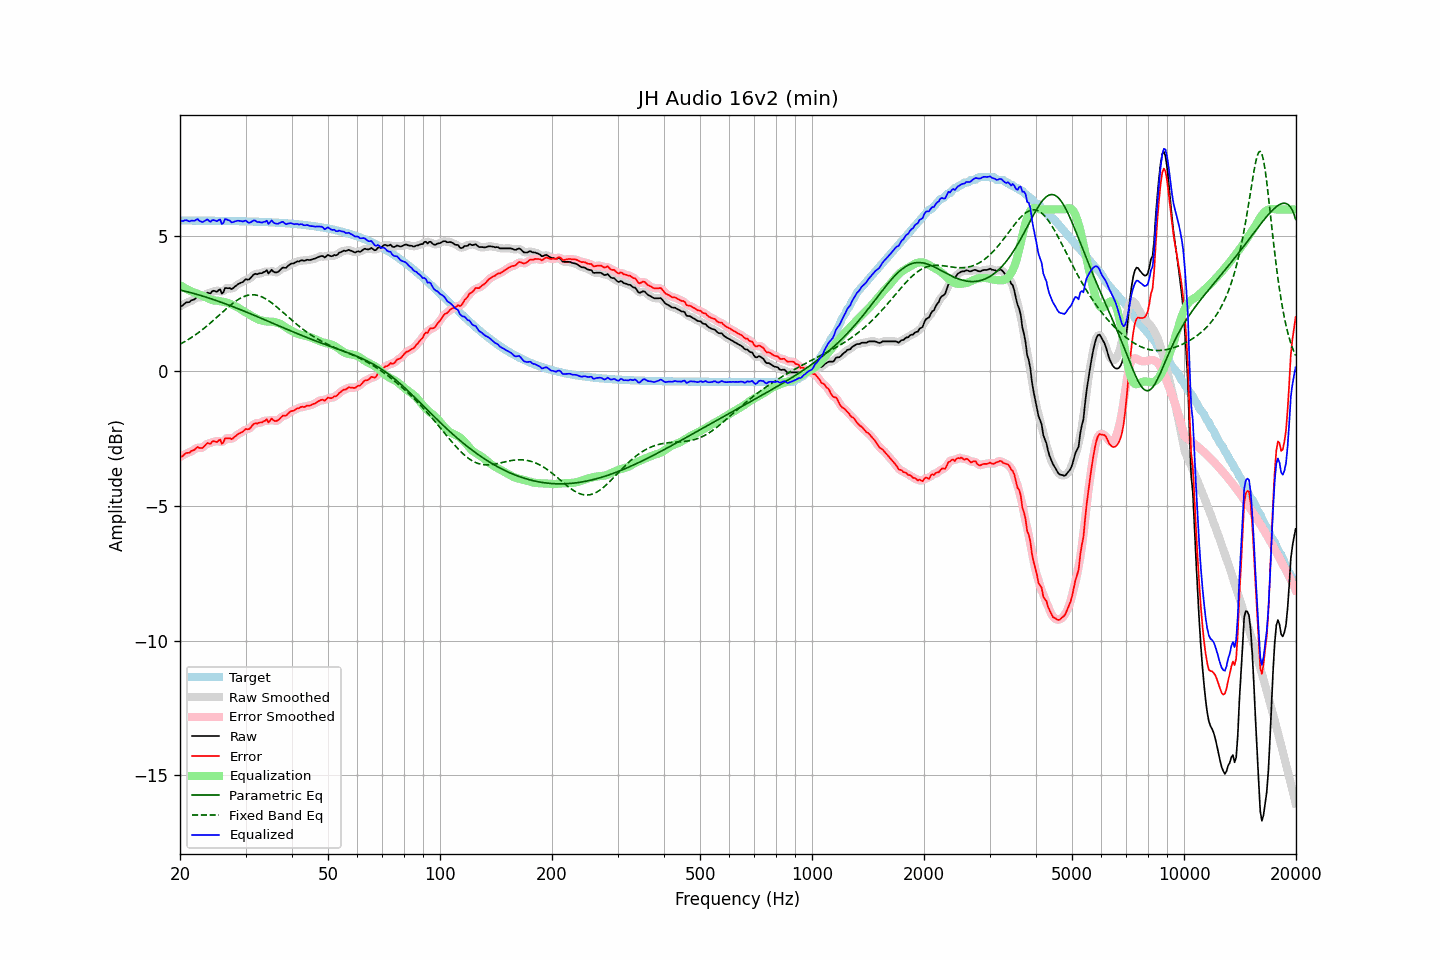 JH Audio 16v2 (min)
Amplitude (dBr)
5
0
−5
−10
−15
Target
Raw Smoothed
Error Smoothed
Raw
Error
Equalization
Parametric Eq
Fixed Band Eq
Equalized
20 50 100 200 500 1000 2000 5000 10000 20000
Frequency (Hz)